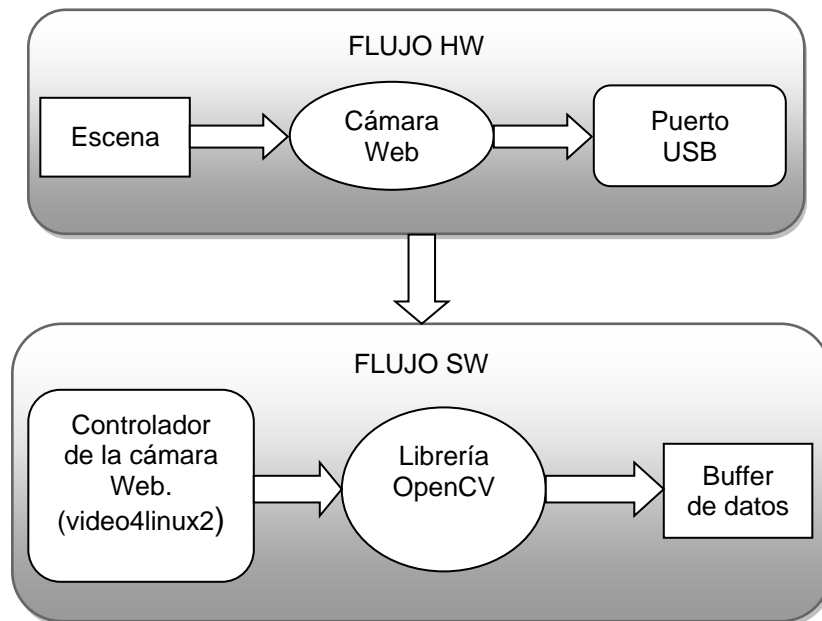 FLUJO HW
Escena
Cámara
Web
Puerto
USB
FLUJO SW
Controlador
de la cámara
Web.
(video4linux2)
Librería
OpenCV
Buffer
de datos